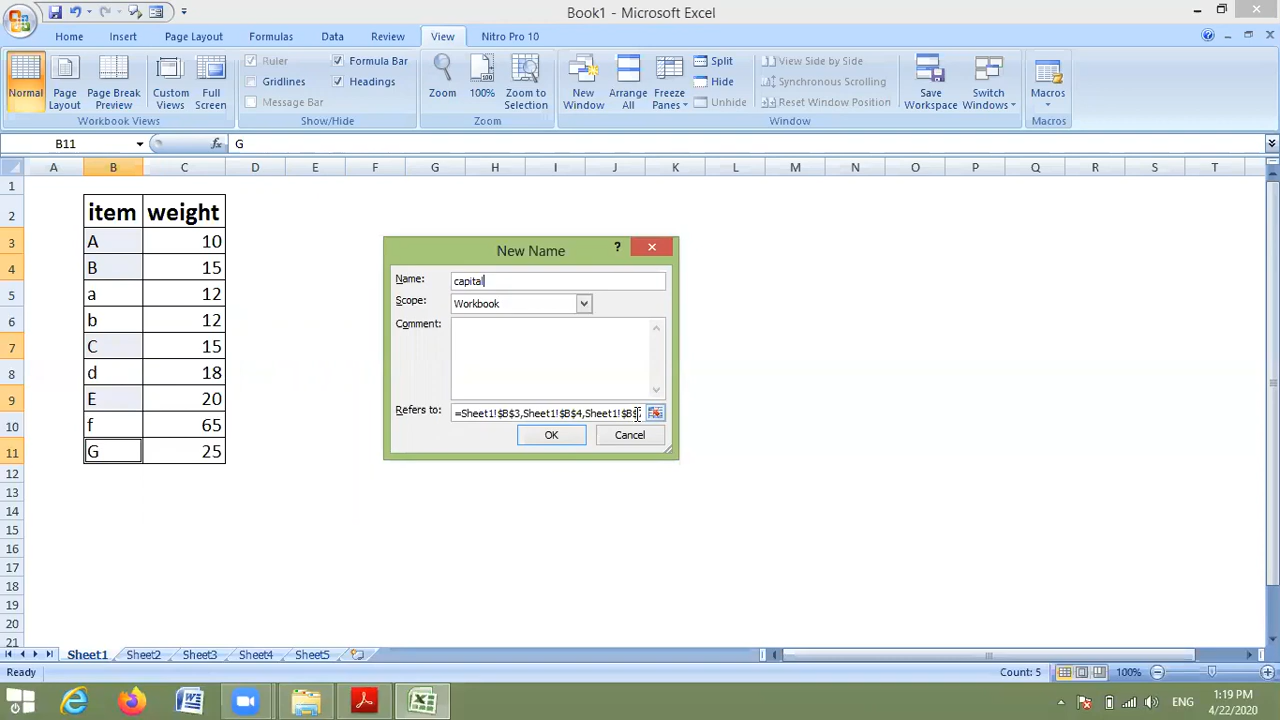 Book1 - Microsoft Excel
Home Insert Page Layout Formulas Data Review View Nitro Pro 10
Normal
Page Layout
Page Break Preview
Custom Views
Full Screen
Workbook Views
Ruler
Gridlines
Message Bar
Formula Bar
Headings
Show/Hide
Zoom
100%
Zoom to Selection
Zoom
New Window
Arrange All
Freeze Panes
Split
Hide
Unhide
View Side by Side
Synchronous Scrolling
Reset Window Position
Window
Save Workspace
Switch Windows
Macros
Macros
B11 fx G
A B C D E F G H I J K L M N O P Q R S T
1
2 item weight
3 A 10
4 B 15
5 a 12
6 b 12
7 C 15
8 d 18
9 E 20
10 f 65
11 G 25
12
13
14
15
16
17
18
19
20
21
New Name ?
Name: capital
Scope: Workbook
Comment:
Refers to: =Sheet1!$B$3,Sheet1!$B$4,Sheet1!$B$
OK Cancel
Sheet1 Sheet2 Sheet3 Sheet4 Sheet5
Ready Count: 5 100%
ENG 1:19 PM
4/22/2020